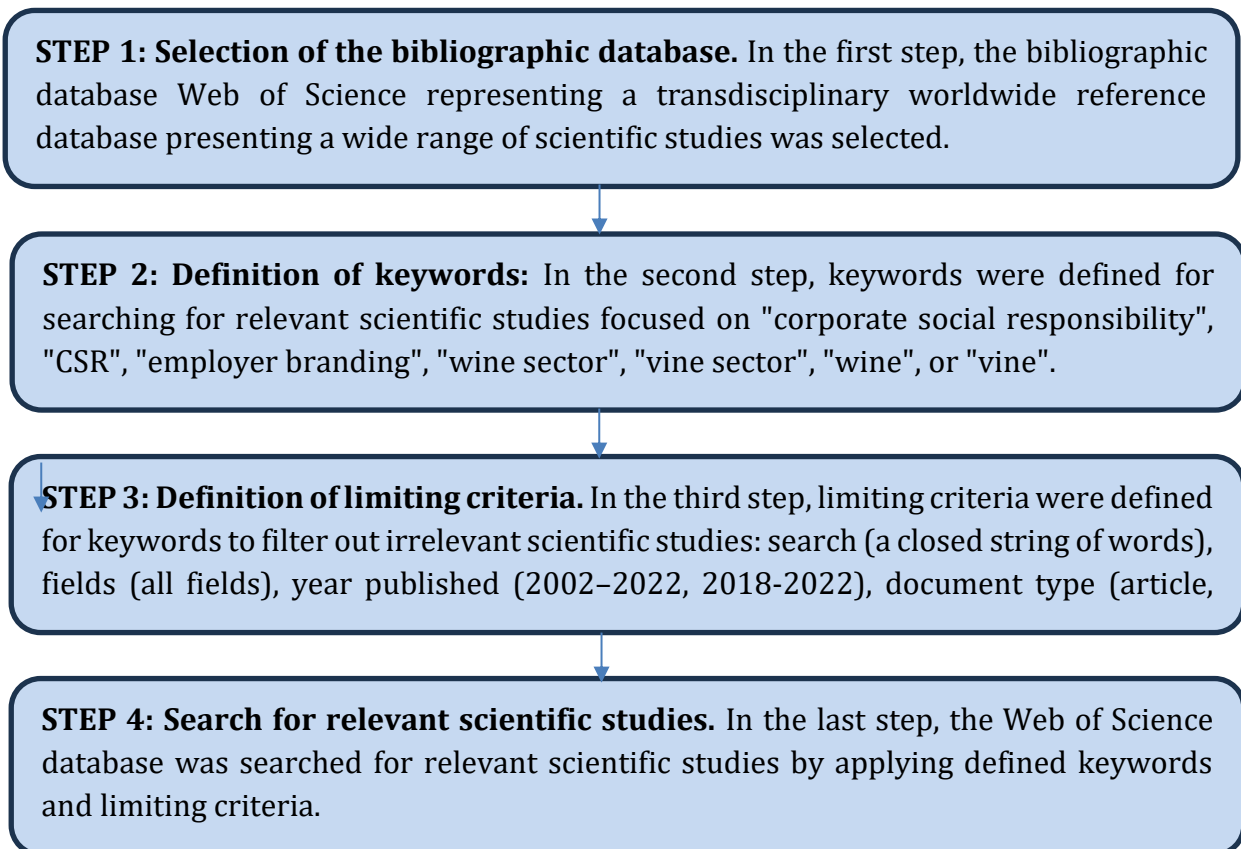 STEP 1: Selection of the bibliographic database. In the first step, the bibliographic
database Web of Science representing a transdisciplinary worldwide reference
database presenting a wide range of scientific studies was selected.
STEP 2: Definition of keywords: In the second step, keywords were defined for
searching for relevant scientific studies focused on "corporate social responsibility",
"CSR", "employer branding", "wine sector", "vine sector", "wine", or "vine".
STEP 3: Definition of limiting criteria. In the third step, limiting criteria were defined
for keywords to filter out irrelevant scientific studies: search (a closed string of words),
fields (all fields), year published (2002–2022, 2018-2022), document type (article,
STEP 4: Search for relevant scientific studies. In the last step, the Web of Science
database was searched for relevant scientific studies by applying defined keywords
and limiting criteria.